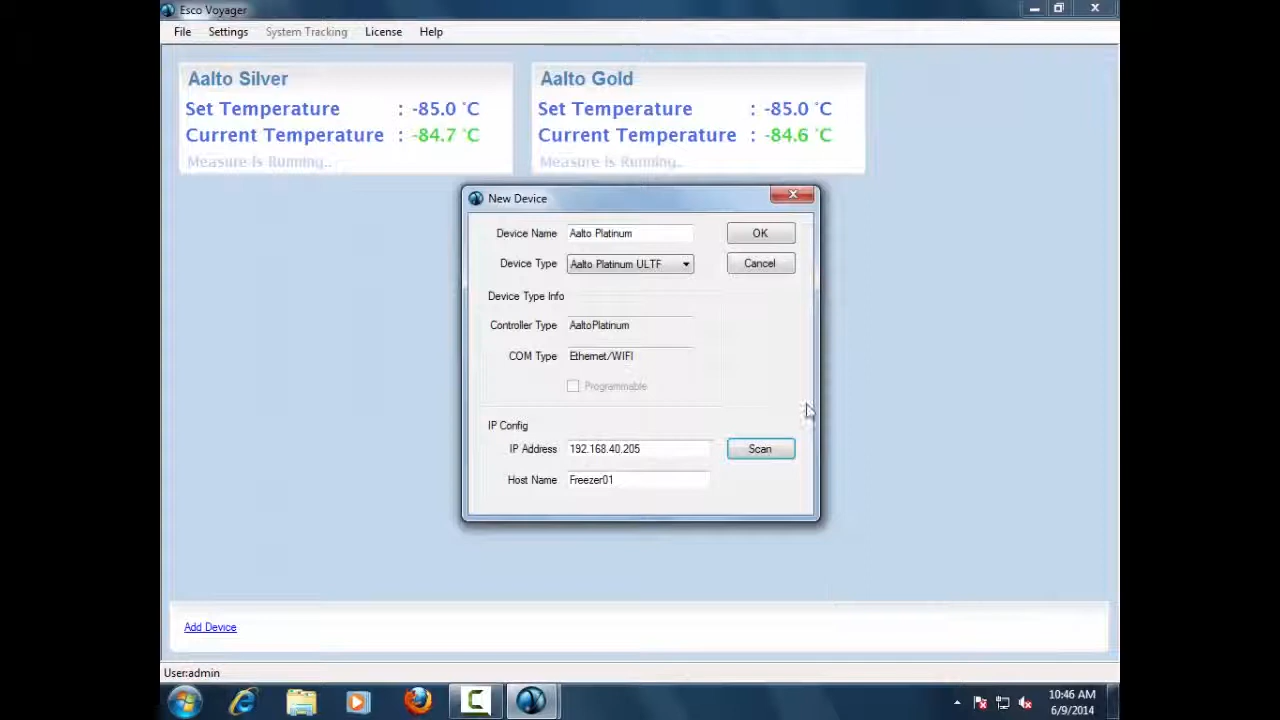 Esco Voyager
File Settings System Tracking License Help
Aalto Silver
Set Temperature : -85.0 °C
Current Temperature : -84.7 °C
Measure is Running..
Aalto Gold
Set Temperature : -85.0 °C
Current Temperature : -84.6 °C
Measure is Running..
New Device
Device Name Aalto Platinum OK
Device Type Aalto Platinum ULTF Cancel
Device Type Info
Controller Type AaltoPlatinum
COM Type Ethernet/WIFI
Programmable
IP Config
IP Address 192.168.40.205 Scan
Host Name Freezer01
Add Device
User:admin
10:46 AM
6/9/2014